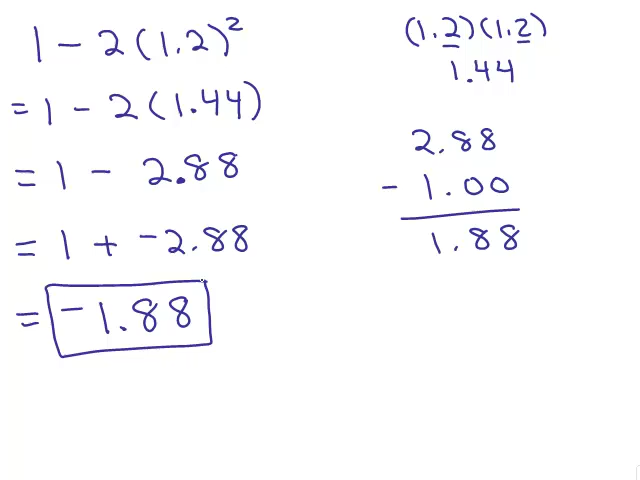 1 - 2(1.2)²
= 1 - 2(1.44)
= 1 - 2.88
= 1 + -2.88
= -1.88
(1.2)(1.2)
1.44
2.88
- 1.00
1.88